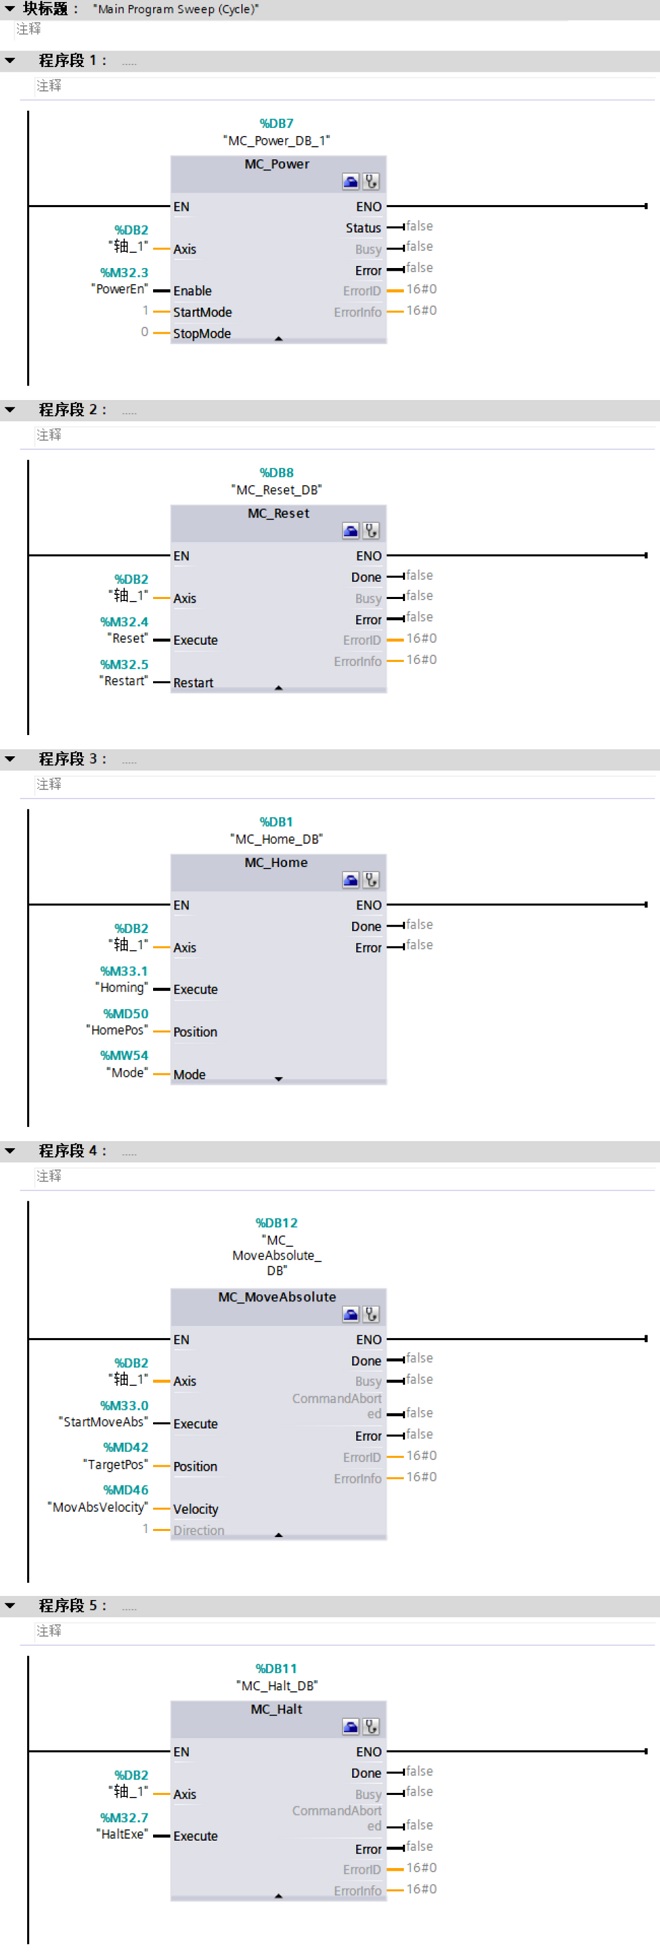 块标题： "Main Program Sweep (Cycle)"
注释
程序段 1： .....
注释
%DB7
"MC_Power_DB_1"
MC_Power
EN ENO
Status false
%DB2
"轴_1" Axis
Busy false
%M32.3
Error false
"PowerEn" Enable
ErrorID 16#0
1 StartMode
ErrorInfo 16#0
0 StopMode
程序段 2： .....
注释
%DB8
"MC_Reset_DB"
MC_Reset
EN ENO
Done false
%DB2
"轴_1" Axis
Busy false
%M32.4
Error false
"Reset" Execute
ErrorID 16#0
%M32.5
ErrorInfo 16#0
"Restart" Restart
程序段 3： .....
注释
%DB1
"MC_Home_DB"
MC_Home
EN ENO
Done false
%DB2
"轴_1" Axis
Error false
%M33.1
"Homing" Execute
%MD50
"HomePos" Position
%MW54
"Mode" Mode
程序段 4： .....
注释
%DB12
"MC_
MoveAbsolute_
DB"
MC_MoveAbsolute
EN ENO
Done false
%DB2
"轴_1" Axis
Busy false
CommandAbort
ed false
%M33.0
"StartMoveAbs" Execute
Error false
%MD42
ErrorID 16#0
"TargetPos" Position
ErrorInfo 16#0
%MD46
"MovAbsVelocity" Velocity
1 Direction
程序段 5： .....
注释
%DB11
"MC_Halt_DB"
MC_Halt
EN ENO
Done false
%DB2
"轴_1" Axis
Busy false
CommandAbort
ed false
%M32.7
"HaltExe" Execute
Error false
ErrorID 16#0
ErrorInfo 16#0